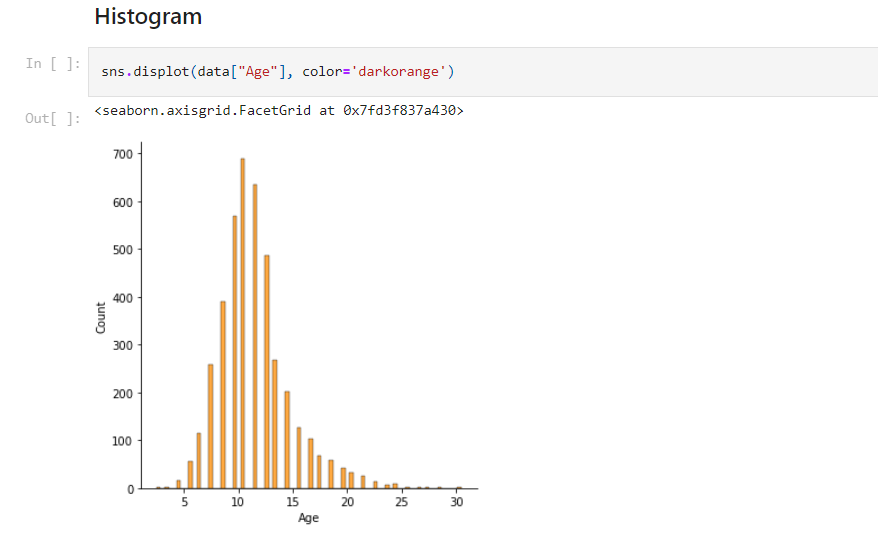 Histogram
In [ ]:
sns.displot(data["Age"], color='darkorange')
Out[ ]:
<seaborn.axisgrid.FacetGrid at 0x7fd3f837a430>
700
600
500
400
300
200
100
0
Count
5 10 15 20 25 30
Age